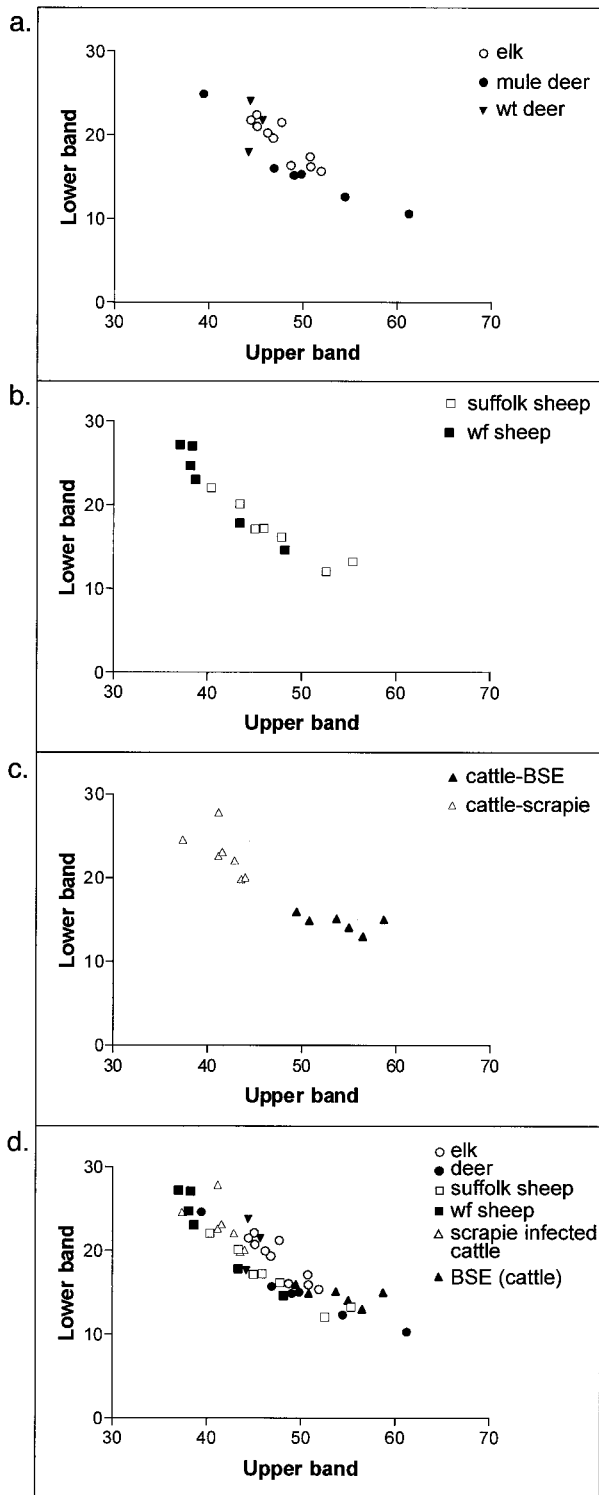 a.
30
20
10
0
30
40
50
60
70
Lower band
Upper band
elk
mule deer
wt deer
b.
30
20
10
0
30
40
50
60
70
Lower band
Upper band
suffolk sheep
wf sheep
c.
30
20
10
0
30
40
50
60
70
Lower band
Upper band
cattle-BSE
cattle-scrapie
d.
30
20
10
0
30
40
50
60
70
Lower band
Upper band
elk
deer
suffolk sheep
wf sheep
scrapie infected
cattle
BSE (cattle)